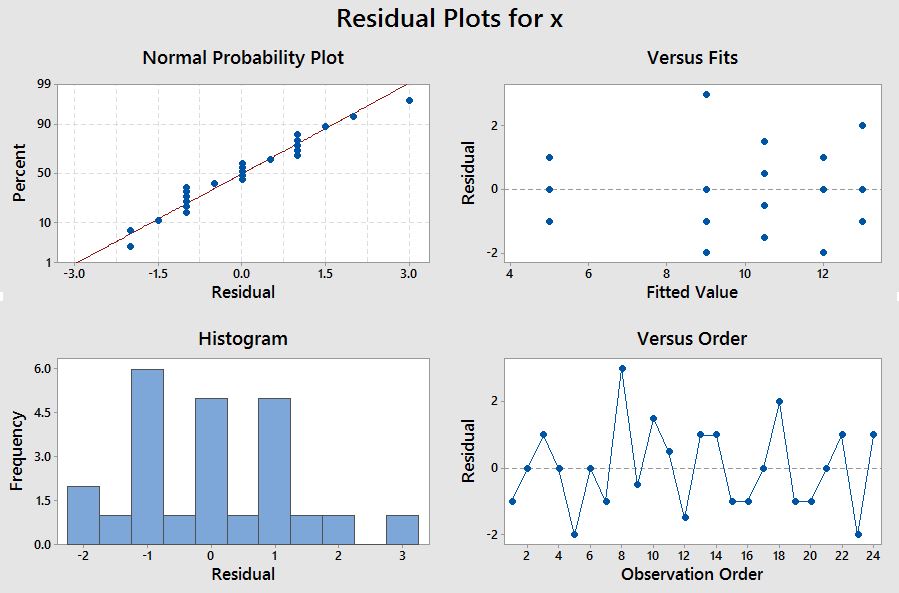 Residual Plots for x
Normal Probability Plot
99
90
50
10
1
Percent
-3.0 -1.5 0.0 1.5 3.0
Residual
Versus Fits
2
0
-2
Residual
4 6 8 10 12
Fitted Value
Histogram
6.0
4.5
3.0
1.5
0.0
Frequency
-2 -1 0 1 2 3
Residual
Versus Order
2
0
-2
Residual
2 4 6 8 10 12 14 16 18 20 22 24
Observation Order